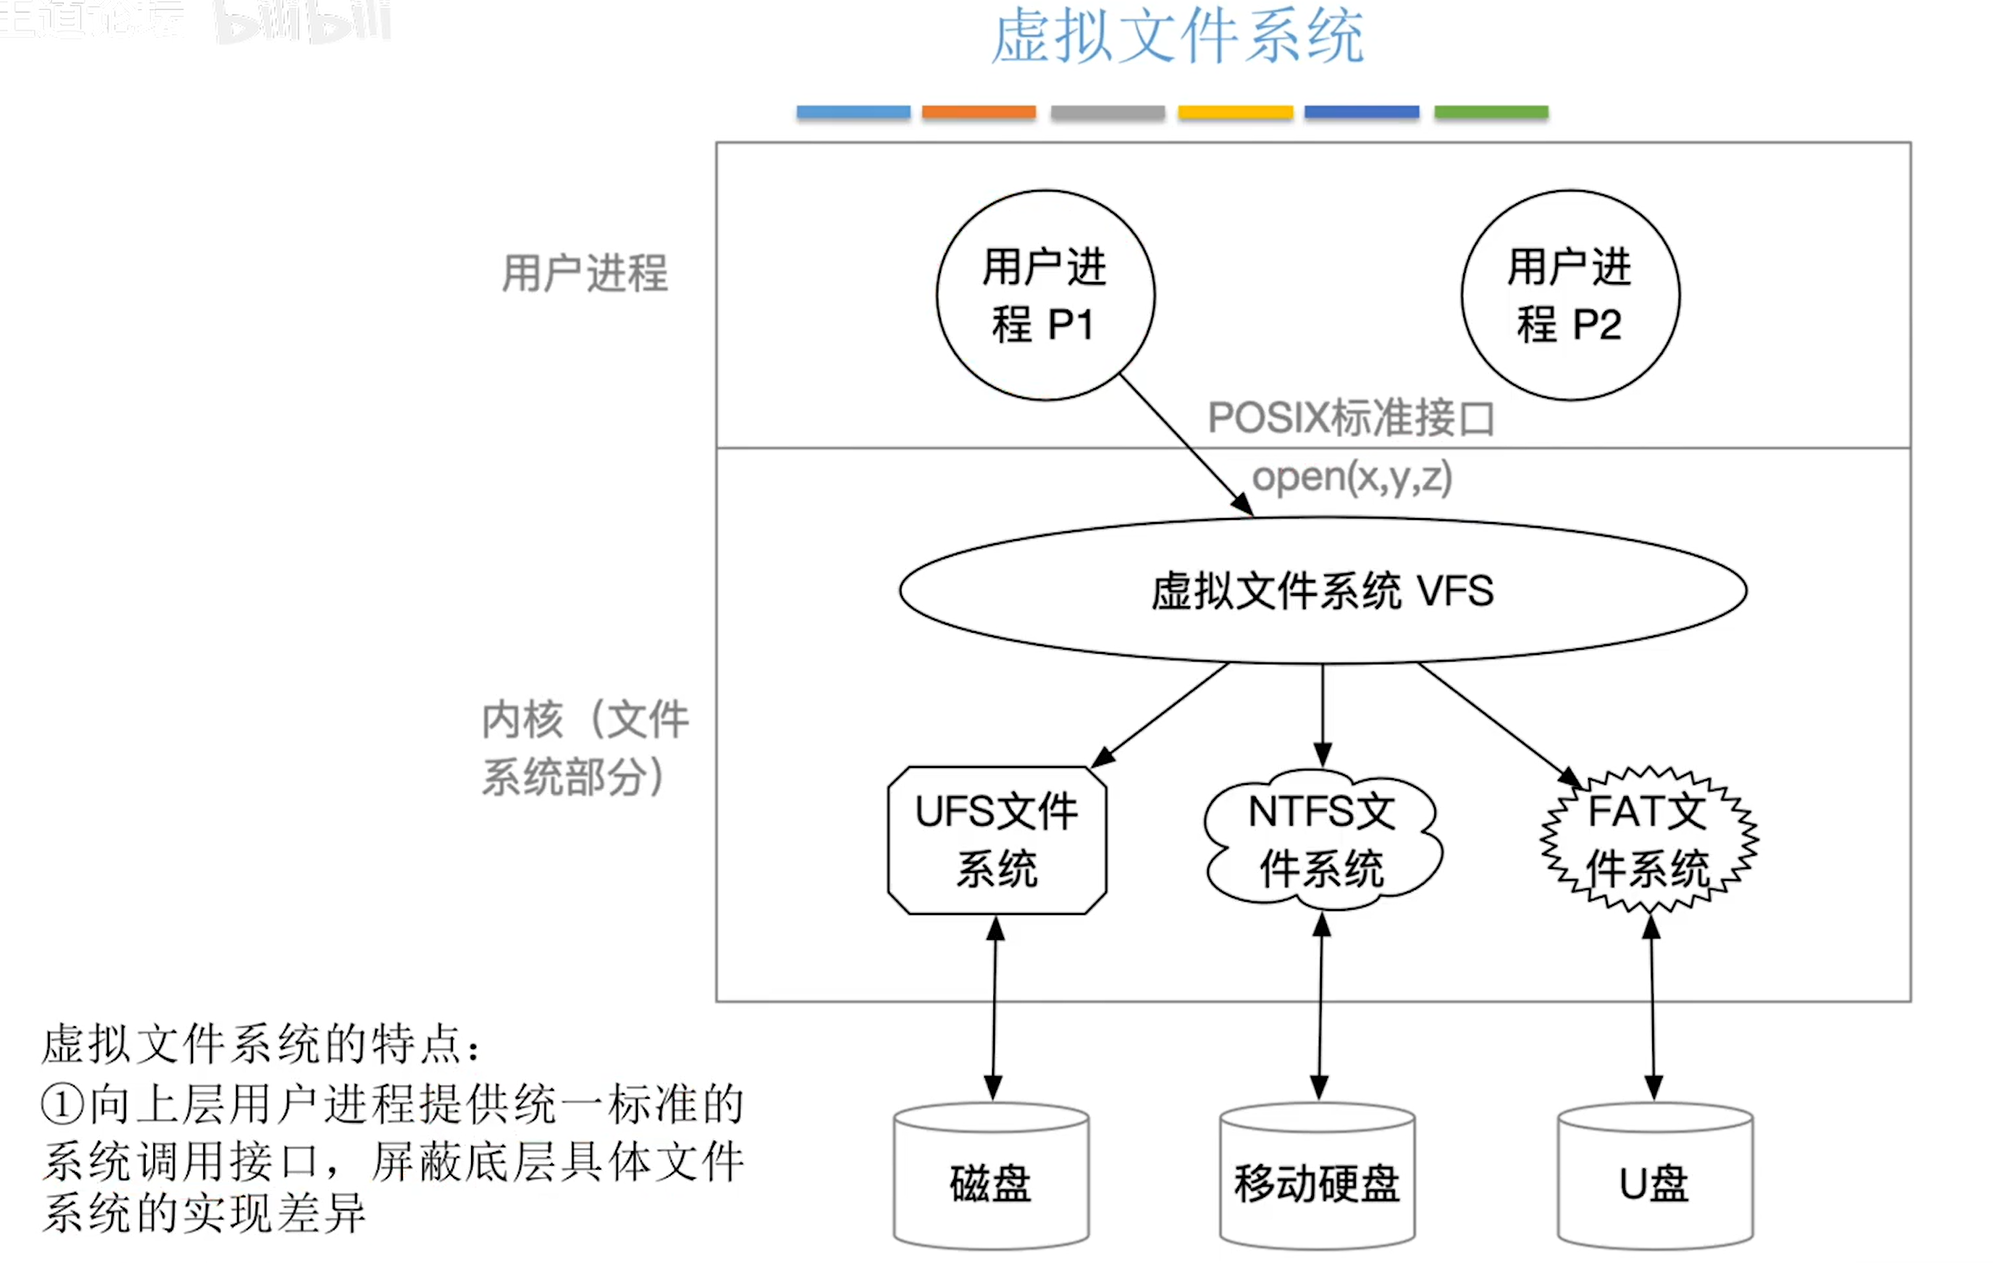 王道论坛 bilibili
虚拟文件系统
用户进程
用户进
程 P1
用户进
程 P2
POSIX标准接口
open(x,y,z)
虚拟文件系统 VFS
内核（文件
系统部分）
UFS文件
系统
NTFS文
件系统
FAT文
件系统
虚拟文件系统的特点：
①向上层用户进程提供统一标准的
系统调用接口，屏蔽底层具体文件
系统的实现差异
磁盘
移动硬盘
U盘